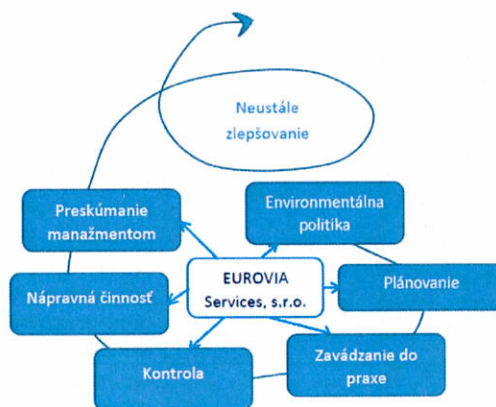 Neustále
zlepšovanie
Environmentálna
politika
Preskúmanie
manažmentom
EUROVIA
Services, s.r.o.
Plánovanie
Nápravná činnosť
Zavádzanie do
praxe
Kontrola